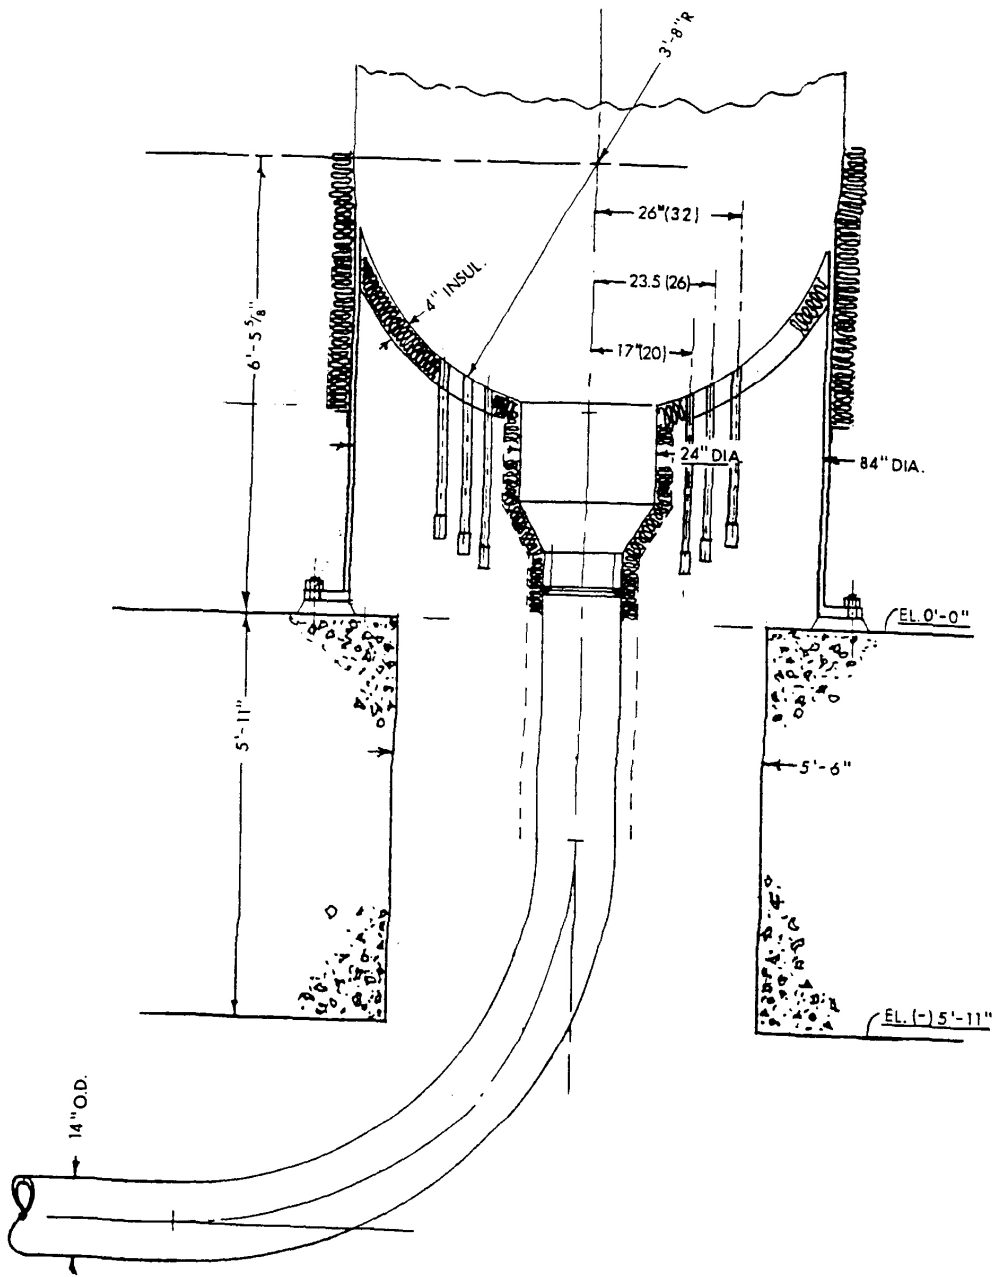 3'-8"R
26"(32)
23.5 (26)
4" INSUL.
17"(20)
6'-5 5/8"
24" DIA
84" DIA.
EL. 0'-0"
5'-11"
5'-6"
EL. (-) 5'-11"
14" O.D.